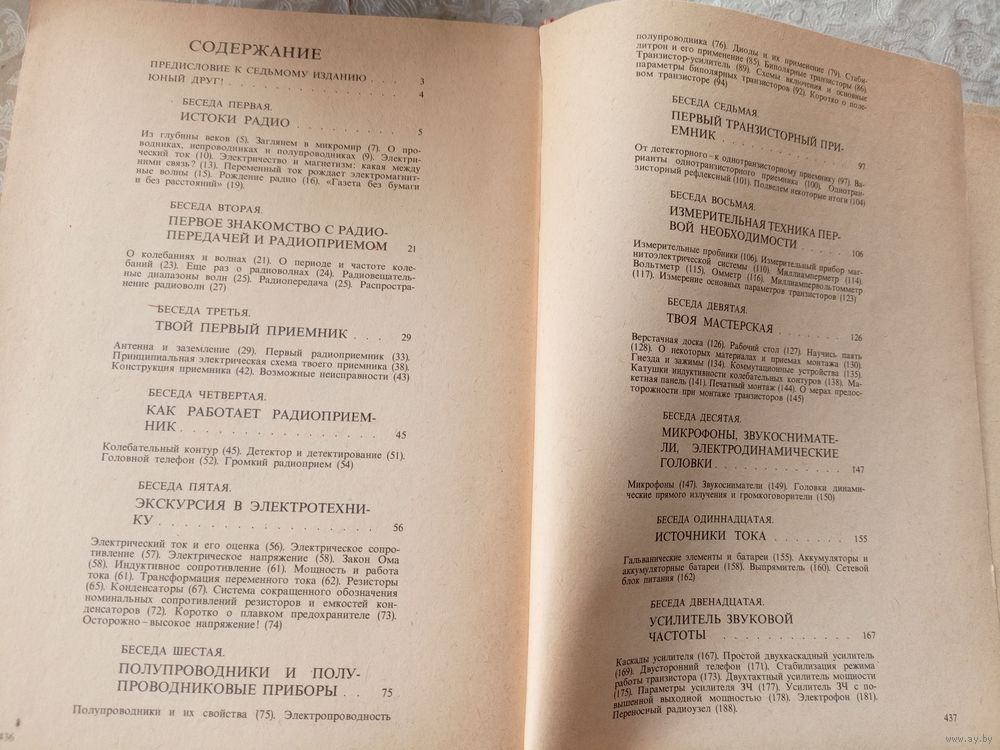 СОДЕРЖАНИЕ
ПРЕДИСЛОВИЕ К СЕДЬМОМУ ИЗДАНИЮ . . . 3
ЮНЫЙ ДРУГ! . . . . . . . . . . . . . 4
БЕСЕДА ПЕРВАЯ.
ИСТОКИ РАДИО . . . . . . . . . . 5
Из глубины веков (5). Заглянем в микромир (7). О про-
водниках, непроводниках и полупроводниках (9). Электри-
ческий ток (10). Электричество и магнетизм: какая между
ними связь? (13). Переменный ток рождает электромагнит-
ные волны (15). Рождение радио (16). «Газета без бумаги
и без расстояний» (19).
БЕСЕДА ВТОРАЯ.
ПЕРВОЕ ЗНАКОМСТВО С РАДИО-
ПЕРЕДАЧЕЙ И РАДИОПРИЕМОМ 21
О колебаниях и волнах (21). О периоде и частоте коле-
баний (23). Еще раз о радиоволнах (24). Радиовещатель-
ные диапазоны волн (25). Радиопередача (25). Распростра-
нение радиоволн (27)
БЕСЕДА ТРЕТЬЯ.
ТВОЙ ПЕРВЫЙ ПРИЕМНИК . . . 29
Антенна и заземление (29). Первый радиоприемник (33).
Принципиальная электрическая схема твоего приемника (38).
Конструкция приемника (42). Возможные неисправности (43)
БЕСЕДА ЧЕТВЕРТАЯ.
КАК РАБОТАЕТ РАДИОПРИЕМ-
НИК . . . . . . . . . . . . . . . 45
Колебательный контур (45). Детектор и детектирование (51).
Головной телефон (52). Громкий радиоприем (54)
БЕСЕДА ПЯТАЯ.
ЭКСКУРСИЯ В ЭЛЕКТРОТЕХНИ-
КУ . . . . . . . . . . . . . . . 56
Электрический ток и его оценка (56). Электрическое сопро-
тивление (57). Электрическое напряжение (58). Закон Ома
(58). Индуктивное сопротивление (61). Мощность и работа
тока (61). Трансформация переменного тока (62). Резисторы
(65). Конденсаторы (67). Система сокращенного обозначения
номинальных сопротивлений резисторов и емкостей кон-
денсаторов (72). Коротко о плавком предохранителе (73).
Осторожно – высокое напряжение! (74)
БЕСЕДА ШЕСТАЯ.
ПОЛУПРОВОДНИКИ И ПОЛУ-
ПРОВОДНИКОВЫЕ ПРИБОРЫ . . 75
Полупроводники и их свойства (75). Электропроводность
436
полупроводника (76). Диоды и их применение (79). Стаби-
литрон и его применение (85). Биполярные транзисторы (86).
Транзистор-усилитель (89). Схемы включения и основные
параметры биполярных транзисторов (92). Коротко о поле-
вом транзисторе (94)
БЕСЕДА СЕДЬМАЯ.
ПЕРВЫЙ ТРАНЗИСТОРНЫЙ ПРИ-
ЕМНИК . . . . . . . . . . . . 97
От детекторного – к однотранзисторному приемнику (97). Ва-
рианты однотранзисторного приемника (100). Однотран-
зисторный рефлексный (101). Подведем некоторые итоги (104)
БЕСЕДА ВОСЬМАЯ.
ИЗМЕРИТЕЛЬНАЯ ТЕХНИКА ПЕР-
ВОЙ НЕОБХОДИМОСТИ . . . . . 106
Измерительные пробники (106). Измерительный прибор маг-
нитоэлектрической системы (110). Миллиамперметр (114).
Вольтметр (115). Омметр (116). Миллиампервольтомметр
(117). Измерение основных параметров транзисторов (123)
БЕСЕДА ДЕВЯТАЯ.
ТВОЯ МАСТЕРСКАЯ . . . . . . . 126
Верстачная доска (126). Рабочий стол (127). Научись паять
(128). О некоторых материалах и приемах монтажа (130).
Гнезда и зажимы (134). Коммутационные устройства (135).
Катушки индуктивности колебательных контуров (138). Ма-
кетная панель (141). Печатный монтаж (144). О мерах предос-
торожности при монтаже транзисторов (145)
БЕСЕДА ДЕСЯТАЯ.
МИКРОФОНЫ, ЗВУКОСНИМАТЕ-
ЛИ, ЭЛЕКТРОДИНАМИЧЕСКИЕ
ГОЛОВКИ . . . . . . . . . . . . 147
Микрофоны (147). Звукосниматели (149). Головки динами-
ческие прямого излучения и громкоговорители (150)
БЕСЕДА ОДИННАДЦАТАЯ.
ИСТОЧНИКИ ТОКА . . . . . . . 155
Гальванические элементы и батареи (155). Аккумуляторы и
аккумуляторные батареи (158). Выпрямитель (160). Сетевой
блок питания (162)
БЕСЕДА ДВЕНАДЦАТАЯ.
УСИЛИТЕЛЬ ЗВУКОВОЙ
ЧАСТОТЫ . . . . . . . . . . . 167
Каскады усилителя (167). Простой двухкаскадный усилитель
(169). Двусторонний телефон (171). Стабилизация режима
работы транзистора (173). Двухтактный усилитель мощности
(175). Параметры усилителя ЗЧ (177). Усилитель ЗЧ с по-
вышенной выходной мощностью (178). Электрофон (181).
Переносный радиоузел (188).
437
www.ay.by